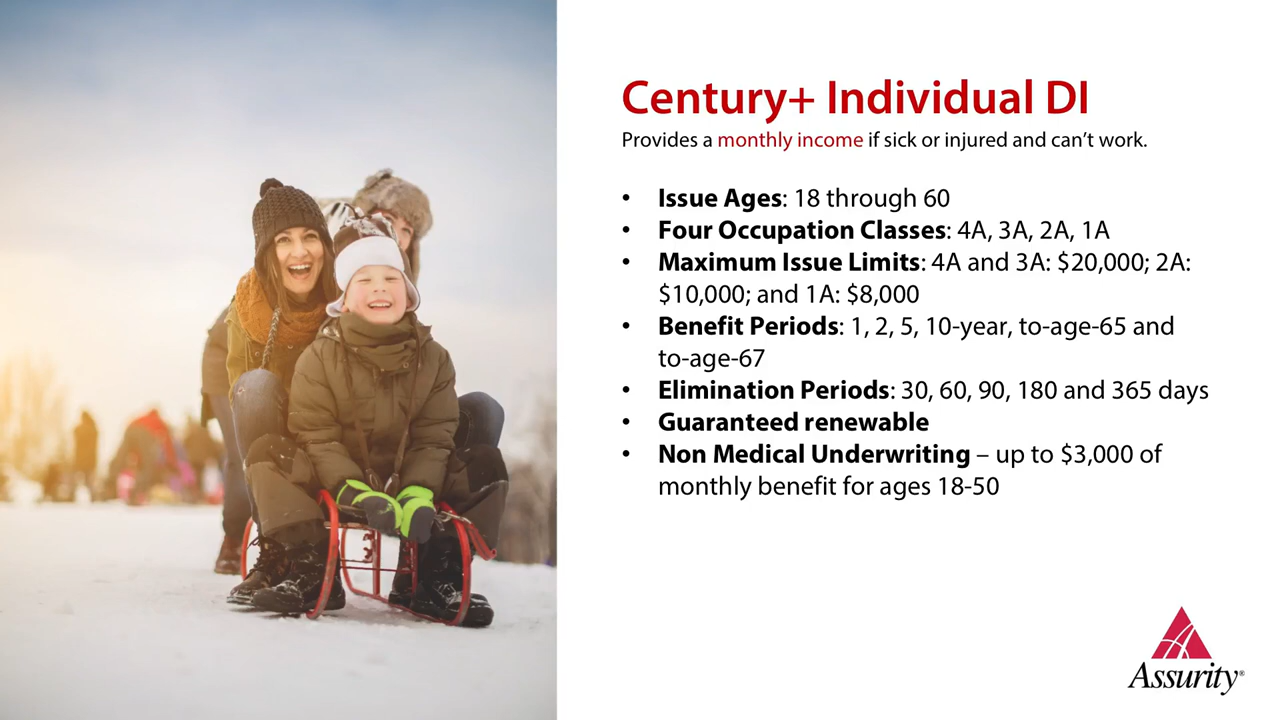 Century+ Individual DI
Provides a monthly income if sick or injured and can’t work.
• Issue Ages: 18 through 60
• Four Occupation Classes: 4A, 3A, 2A, 1A
• Maximum Issue Limits: 4A and 3A: $20,000; 2A:
$10,000; and 1A: $8,000
• Benefit Periods: 1, 2, 5, 10-year, to-age-65 and
to-age-67
• Elimination Periods: 30, 60, 90, 180 and 365 days
• Guaranteed renewable
• Non Medical Underwriting – up to $3,000 of
monthly benefit for ages 18-50
Assurity®